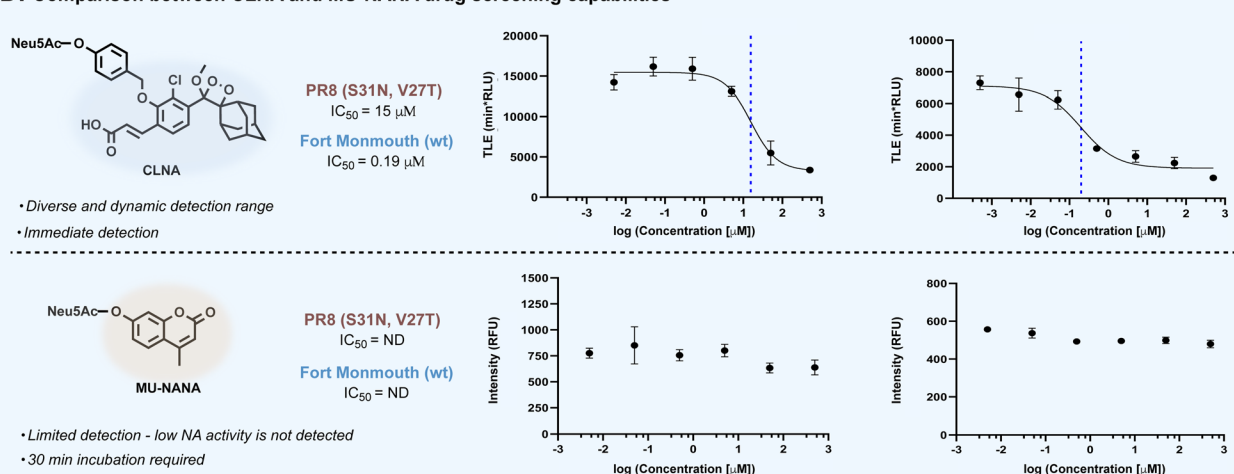 Neu5Ac—O
Cl
O
O
O
O
HO
O
CLNA
• Diverse and dynamic detection range
• Immediate detection
PR8 (S31N, V27T)
IC50 = 15 µM
Fort Monmouth (wt)
IC50 = 0.19 µM
TLE (min*RLU)
20000
15000
10000
5000
0
-3 -2 -1 0 1 2 3
log (Concentration [µM])
TLE (min*RLU)
10000
8000
6000
4000
2000
0
-3 -2 -1 0 1 2 3
log (Concentration [µM])
Neu5Ac—O
O
O
MU-NANA
• Limited detection - low NA activity is not detected
• 30 min incubation required
PR8 (S31N, V27T)
IC50 = ND
Fort Monmouth (wt)
IC50 = ND
Intensity (RFU)
1500
1250
1000
750
500
250
0
-3 -2 -1 0 1 2 3
log (Concentration [µM])
Intensity (RFU)
800
600
400
200
0
-3 -2 -1 0 1 2 3
log (Concentration [µM])